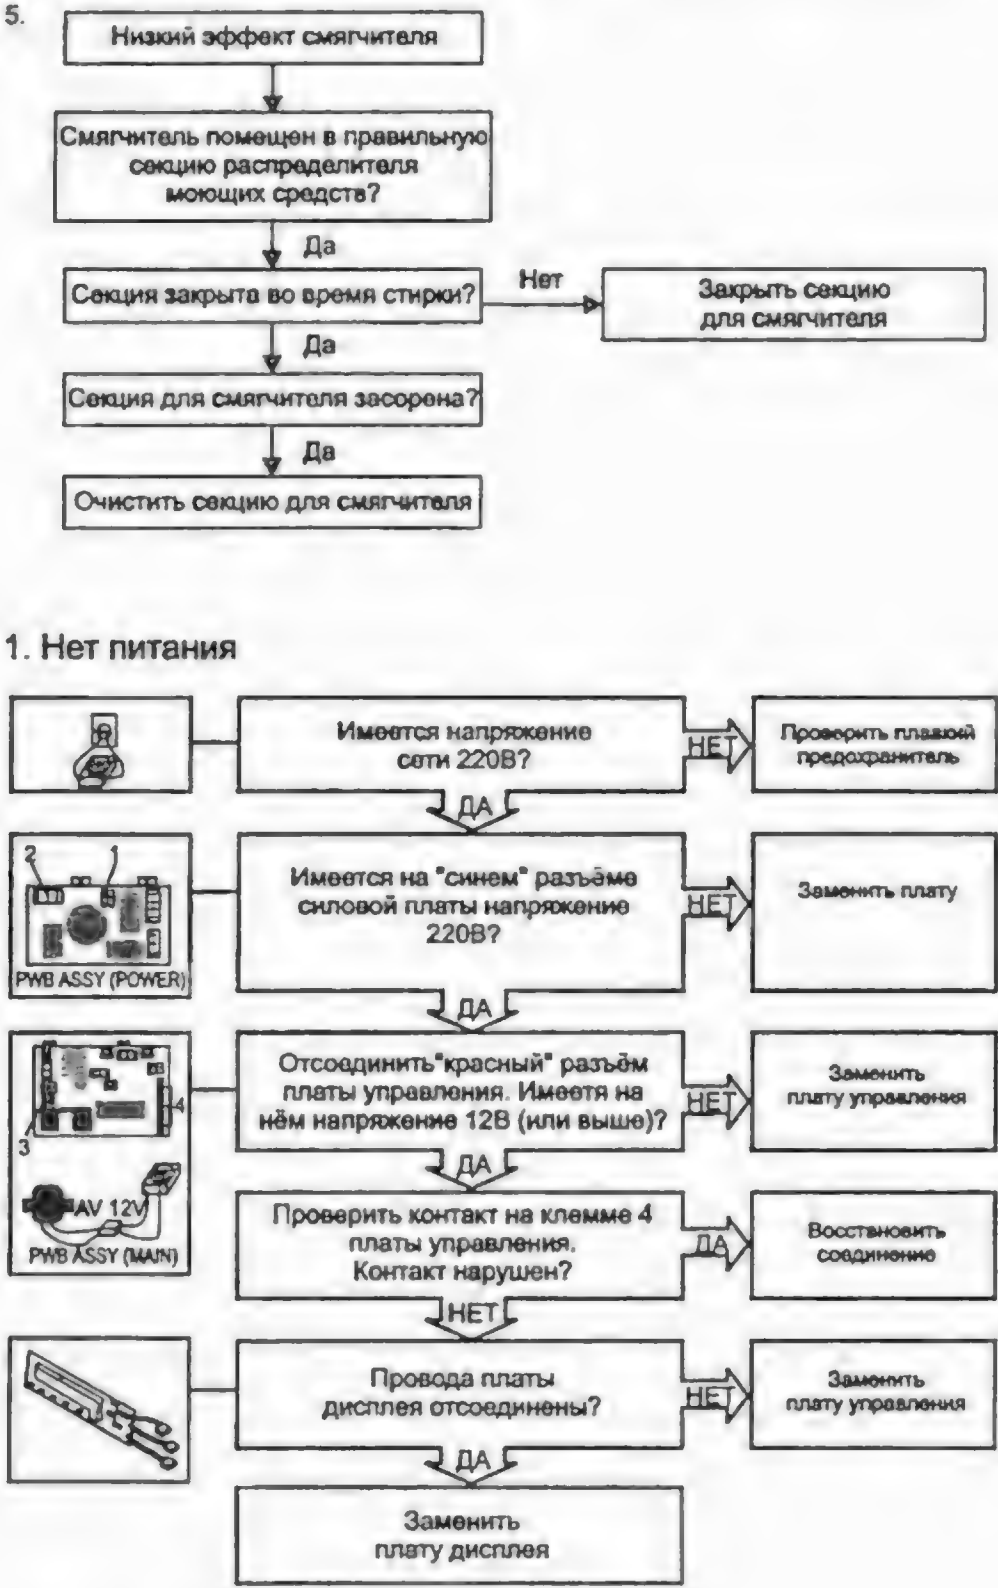 5.
Низкий эффект смягчителя
Смягчитель помещен в правильную
секцию распределителя
моющих средств?
Да
Секция закрыта во время стирки?
Нет
Закрыть секцию
для смягчителя
Да
Секция для смягчителя засорена?
Да
Очистить секцию для смягчителя
1. Нет питания
Имеется напряжение
сети 220В?
НЕТ
Проверить плавкий
предохранитель
ДА
2 1
PWB ASSY (POWER)
Имеется на "синем" разъёме
силовой платы напряжение
220В?
НЕТ
Заменить плату
ДА
3
4
AV 12V
PWB ASSY (MAIN)
Отсоединить"красный" разъём
платы управления. Имеетя на
нём напряжение 12В (или выше)?
НЕТ
Заменить
плату управления
ДА
Проверить контакт на клемме 4
платы управления.
Контакт нарушен?
ДА
Восстановить
соединение
НЕТ
Провода платы
дисплея отсоединены?
НЕТ
Заменить
плату управления
ДА
Заменить
плату дисплея